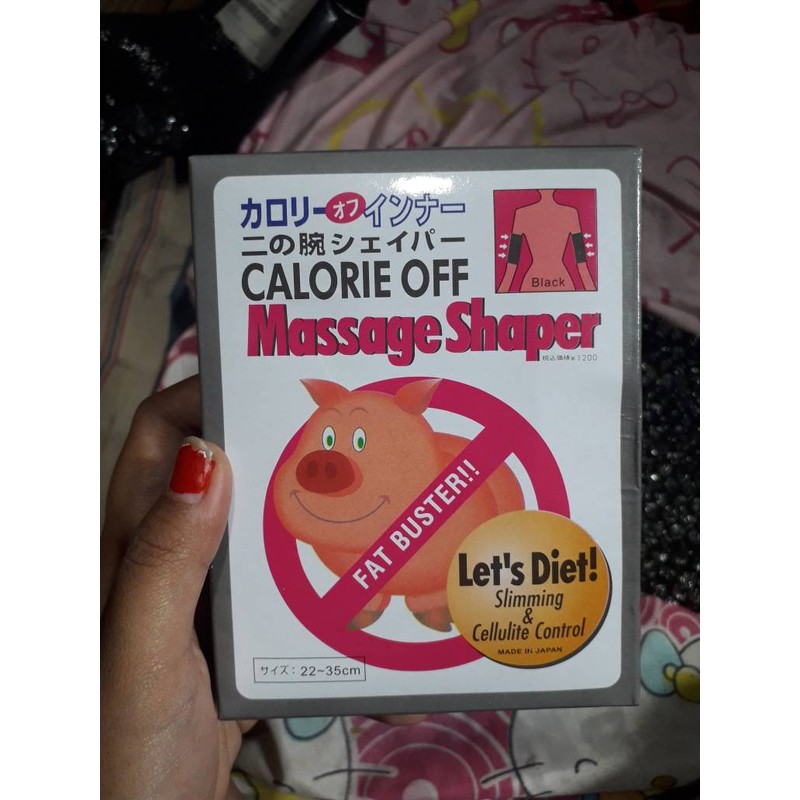 カロリーオフインナー
二の腕シェイパー
CALORIE OFF
Massage Shaper
Black
FAT BUSTER!!
Let's Diet!
Slimming
&
Cellulite Control
MADE IN JAPAN
サイズ：22~35cm